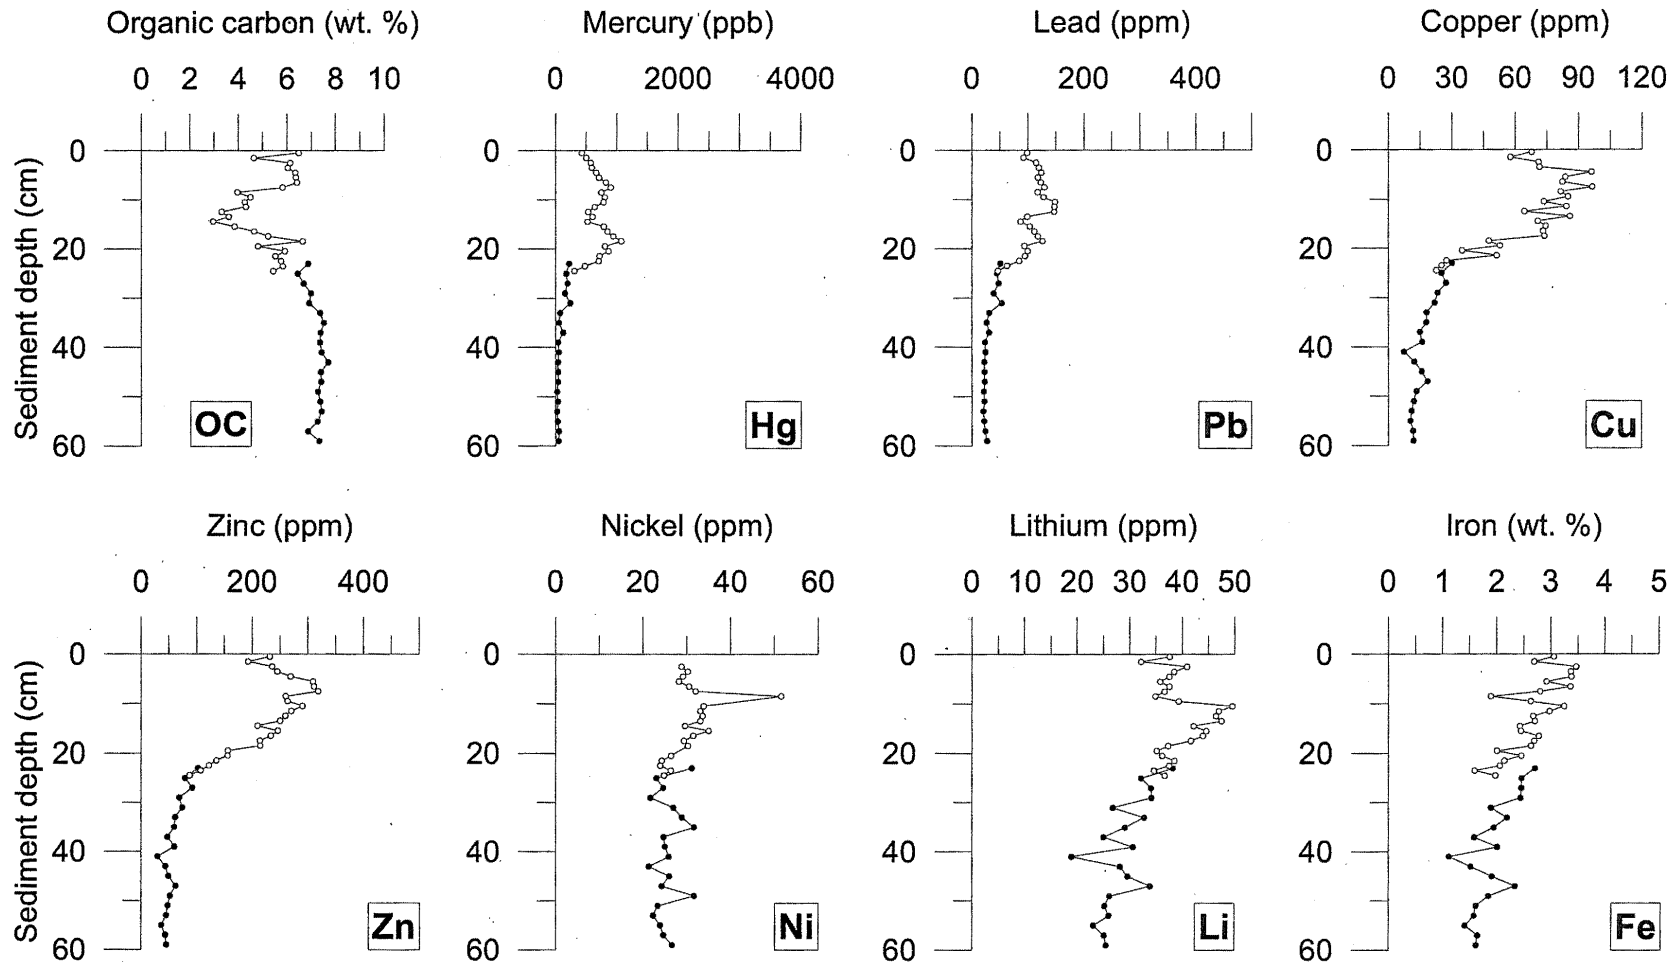 Organic carbon (wt. %)
0 2 4 6 8 10
Sediment depth (cm)
0
20
40
60
OC
Mercury (ppb)
0 2000 4000
0
20
40
60
Hg
Lead (ppm)
200 400
0
20
40
60
Pb
Copper (ppm)
0 30 60 90 120
0
20
40
60
Cu
Zinc (ppm)
0 200 400
Sediment depth (cm)
0
20
40
60
Zn
Nickel (ppm)
0 20 40 60
0
20
40
60
Ni
Lithium (ppm)
0 10 20 30 40 50
0
20
40
60
Li
Iron (wt. %)
0 1 2 3 4 5
0
20
40
60
Fe